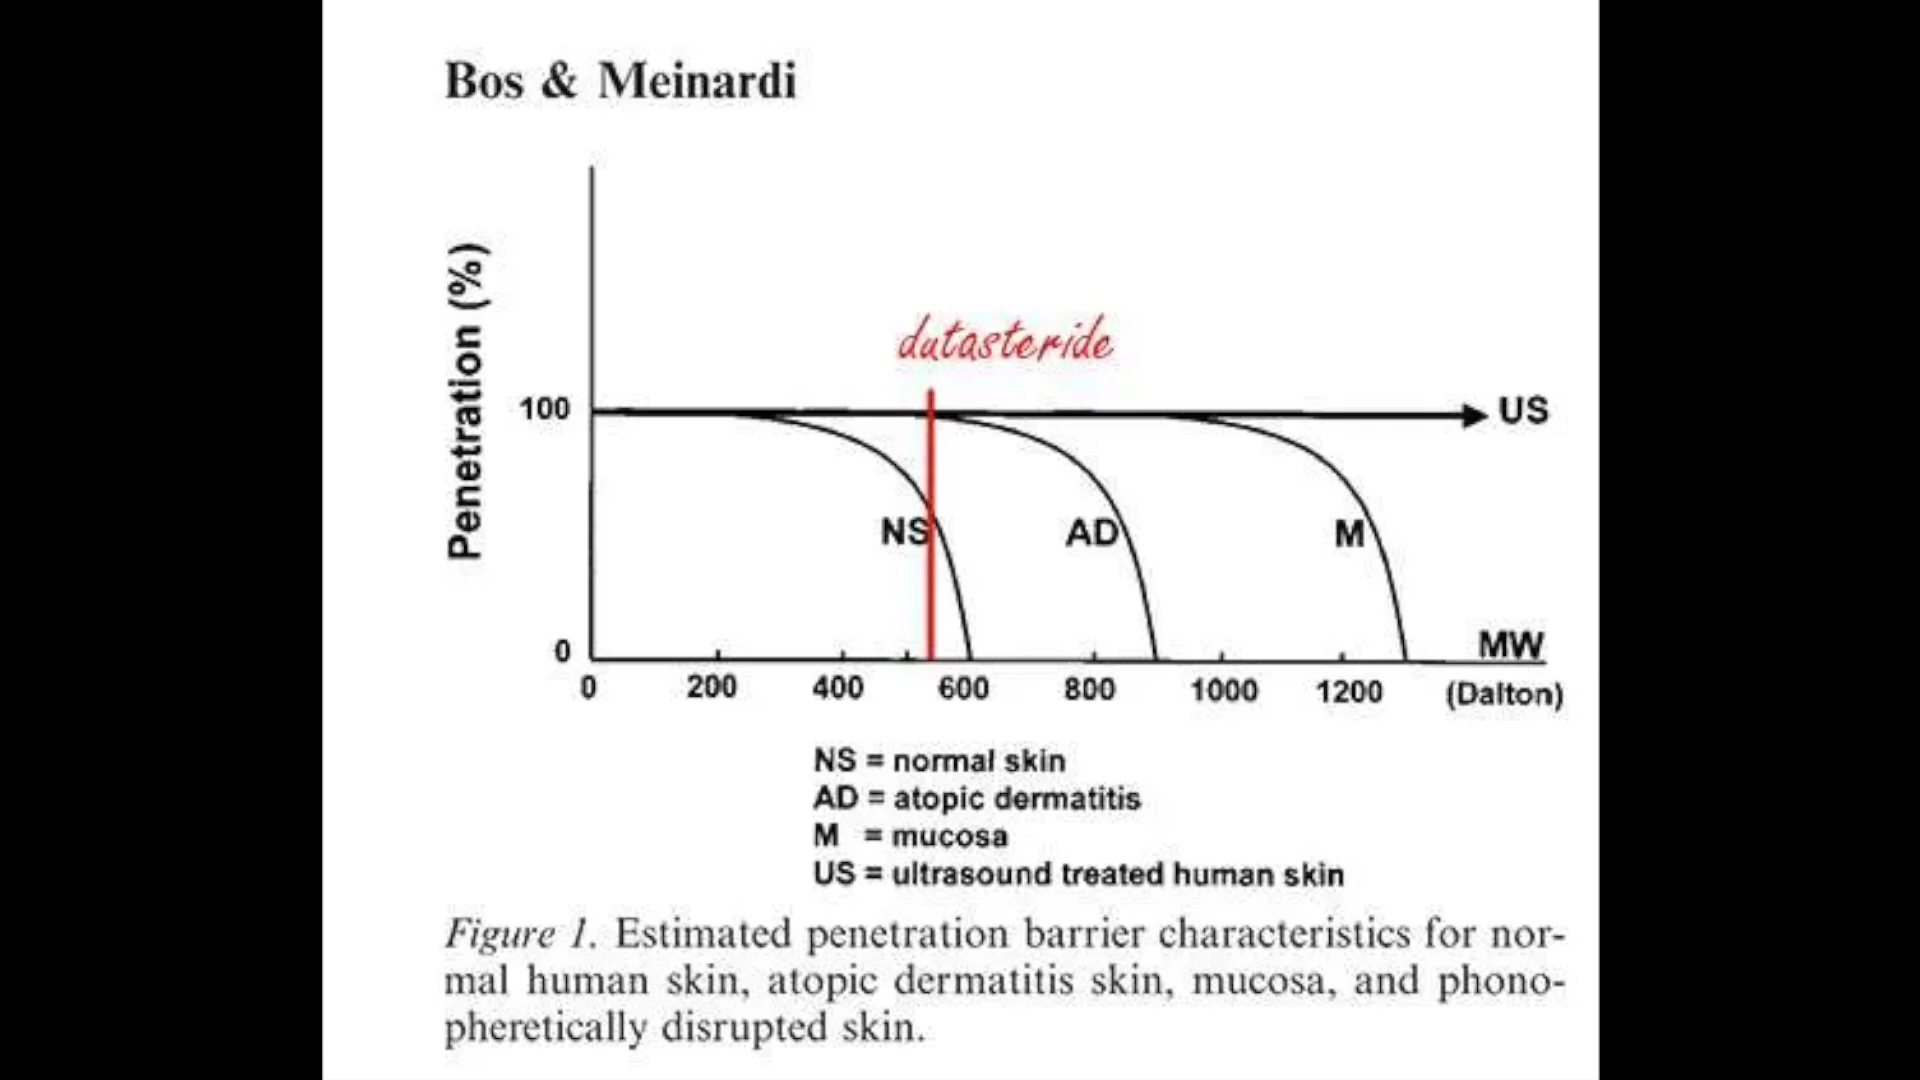 Bos & Meinardi
Penetration (%)
dutasteride
100
US
NS
AD
M
0
MW
0 200 400 600 800 1000 1200 (Dalton)
NS = normal skin
AD = atopic dermatitis
M = mucosa
US = ultrasound treated human skin
Figure 1. Estimated penetration barrier characteristics for nor-
mal human skin, atopic dermatitis skin, mucosa, and phono-
pheretically disrupted skin.